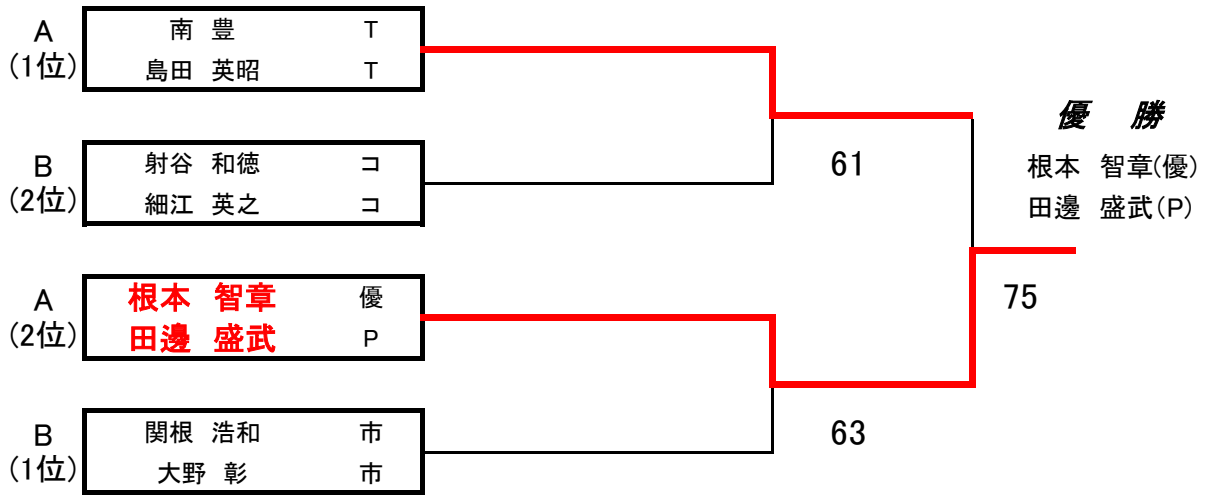 A
(1位)
南 豊 T
島田 英昭 T
B
(2位)
射谷 和徳 コ
細江 英之 コ
61
優 勝
根本 智章(優)
田邊 盛武(P)
A
(2位)
根本 智章 優
田邊 盛武 P
75
B
(1位)
関根 浩和 市
大野 彰 市
63